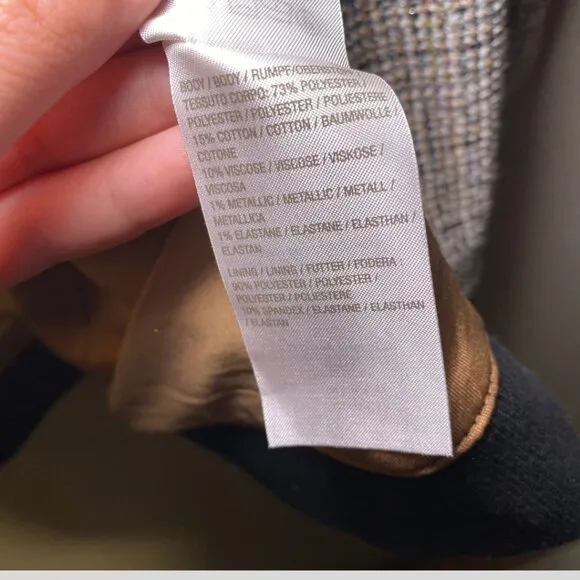 BODY / BODY / RUMPF/OBERSTOFF
TESSUTO CORPO: 73% POLYESTER /
POLYESTER / POLYESTER / POLIESTERE
15% COTTON / COTTON / BAUMWOLLE /
COTONE
10% VISCOSE / VISCOSE / VISKOSE /
VISCOSA
1% METALLIC / METALLIC / METALL /
METALLICA
1% ELASTANE / ELASTANE / ELASTHAN /
ELASTAN
LINING / LINING / FUTTER / FODERA :
90% POLYESTER / POLYESTER /
POLYESTER / POLIESTERE
10% SPANDEX / ELASTANE / ELASTHAN
/ ELASTAN